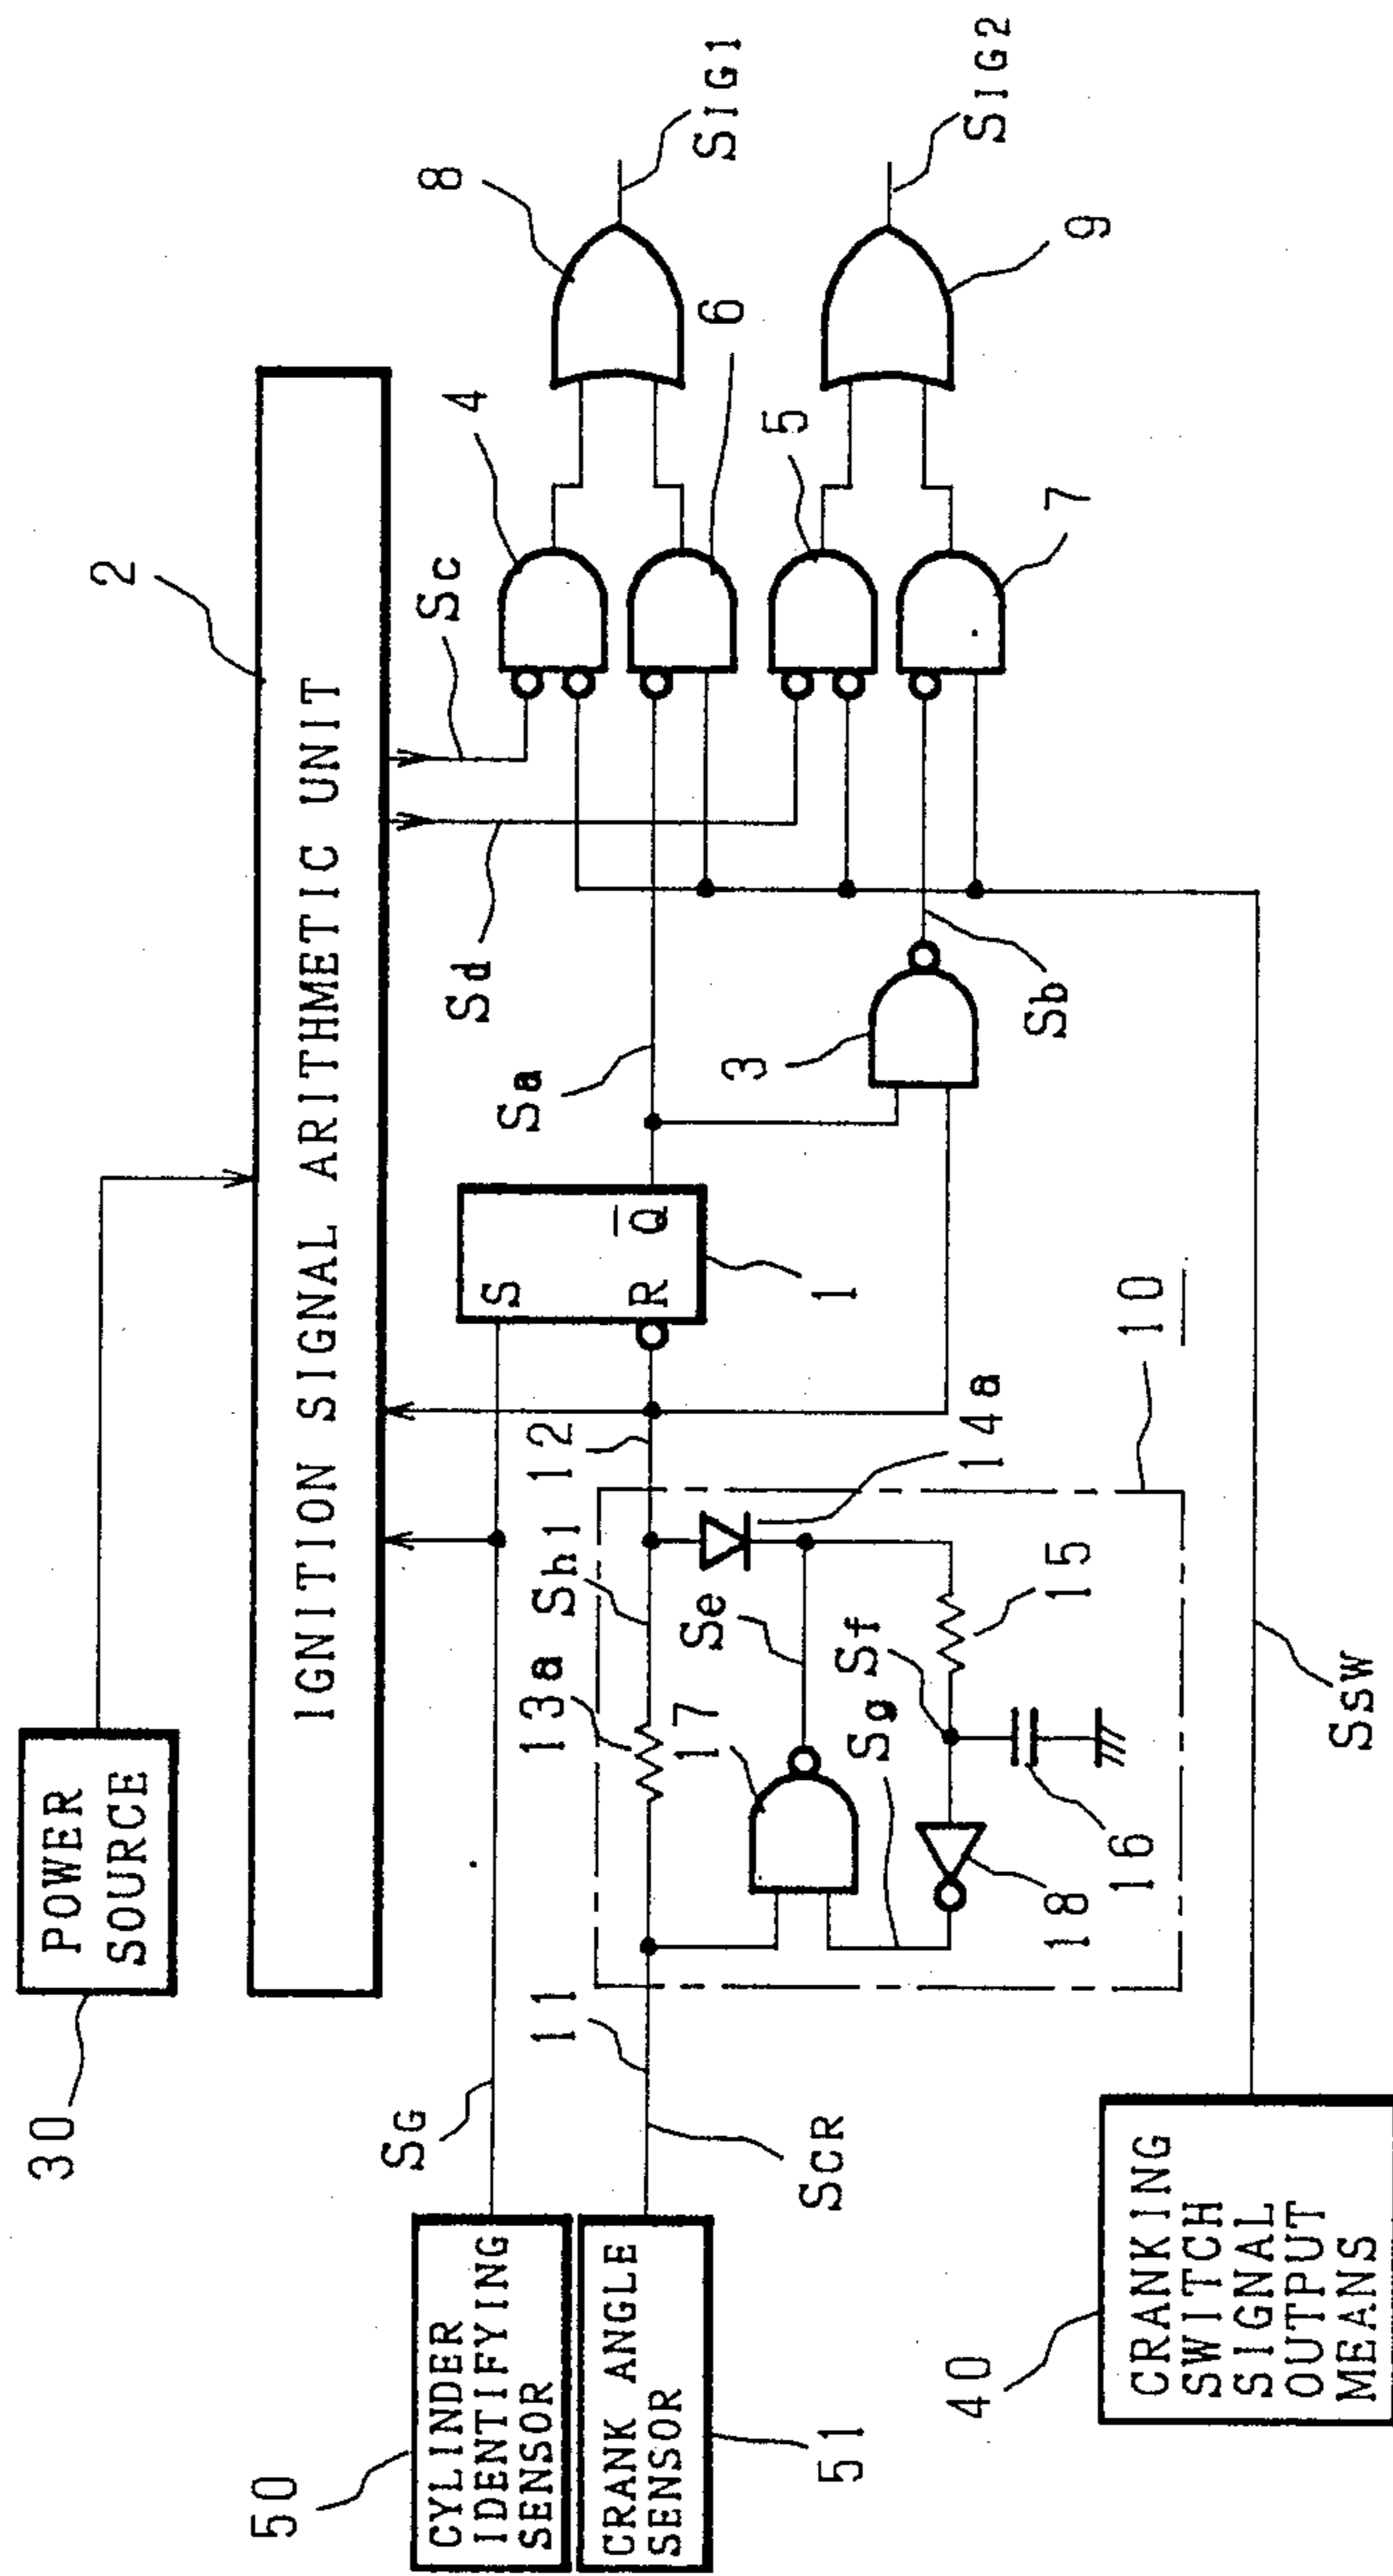 POWER
SOURCE
30
2
IGNITION SIGNAL ARITHMETIC UNIT
CYLINDER
IDENTIFYING
SENSOR
50
SG
CRANK ANGLE
SENSOR
51
SCR
11
13a
Sh1
12
S
R
Q
1
Sa
Sd
Sc
4
6
8
SIG1
5
7
9
SIG2
3
Sb
17
Se
14a
10
Sg
Sf
15
18
16
CRANKING
SWITCH
SIGNAL
OUTPUT
MEANS
40
SSW